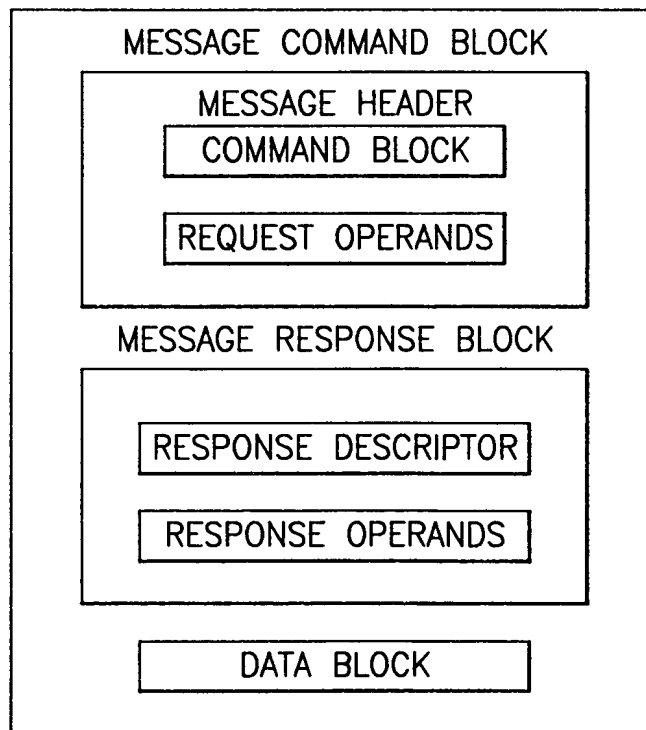 MESSAGE COMMAND BLOCK
MESSAGE HEADER
COMMAND BLOCK
REQUEST OPERANDS
MESSAGE RESPONSE BLOCK
RESPONSE DESCRIPTOR
RESPONSE OPERANDS
DATA BLOCK